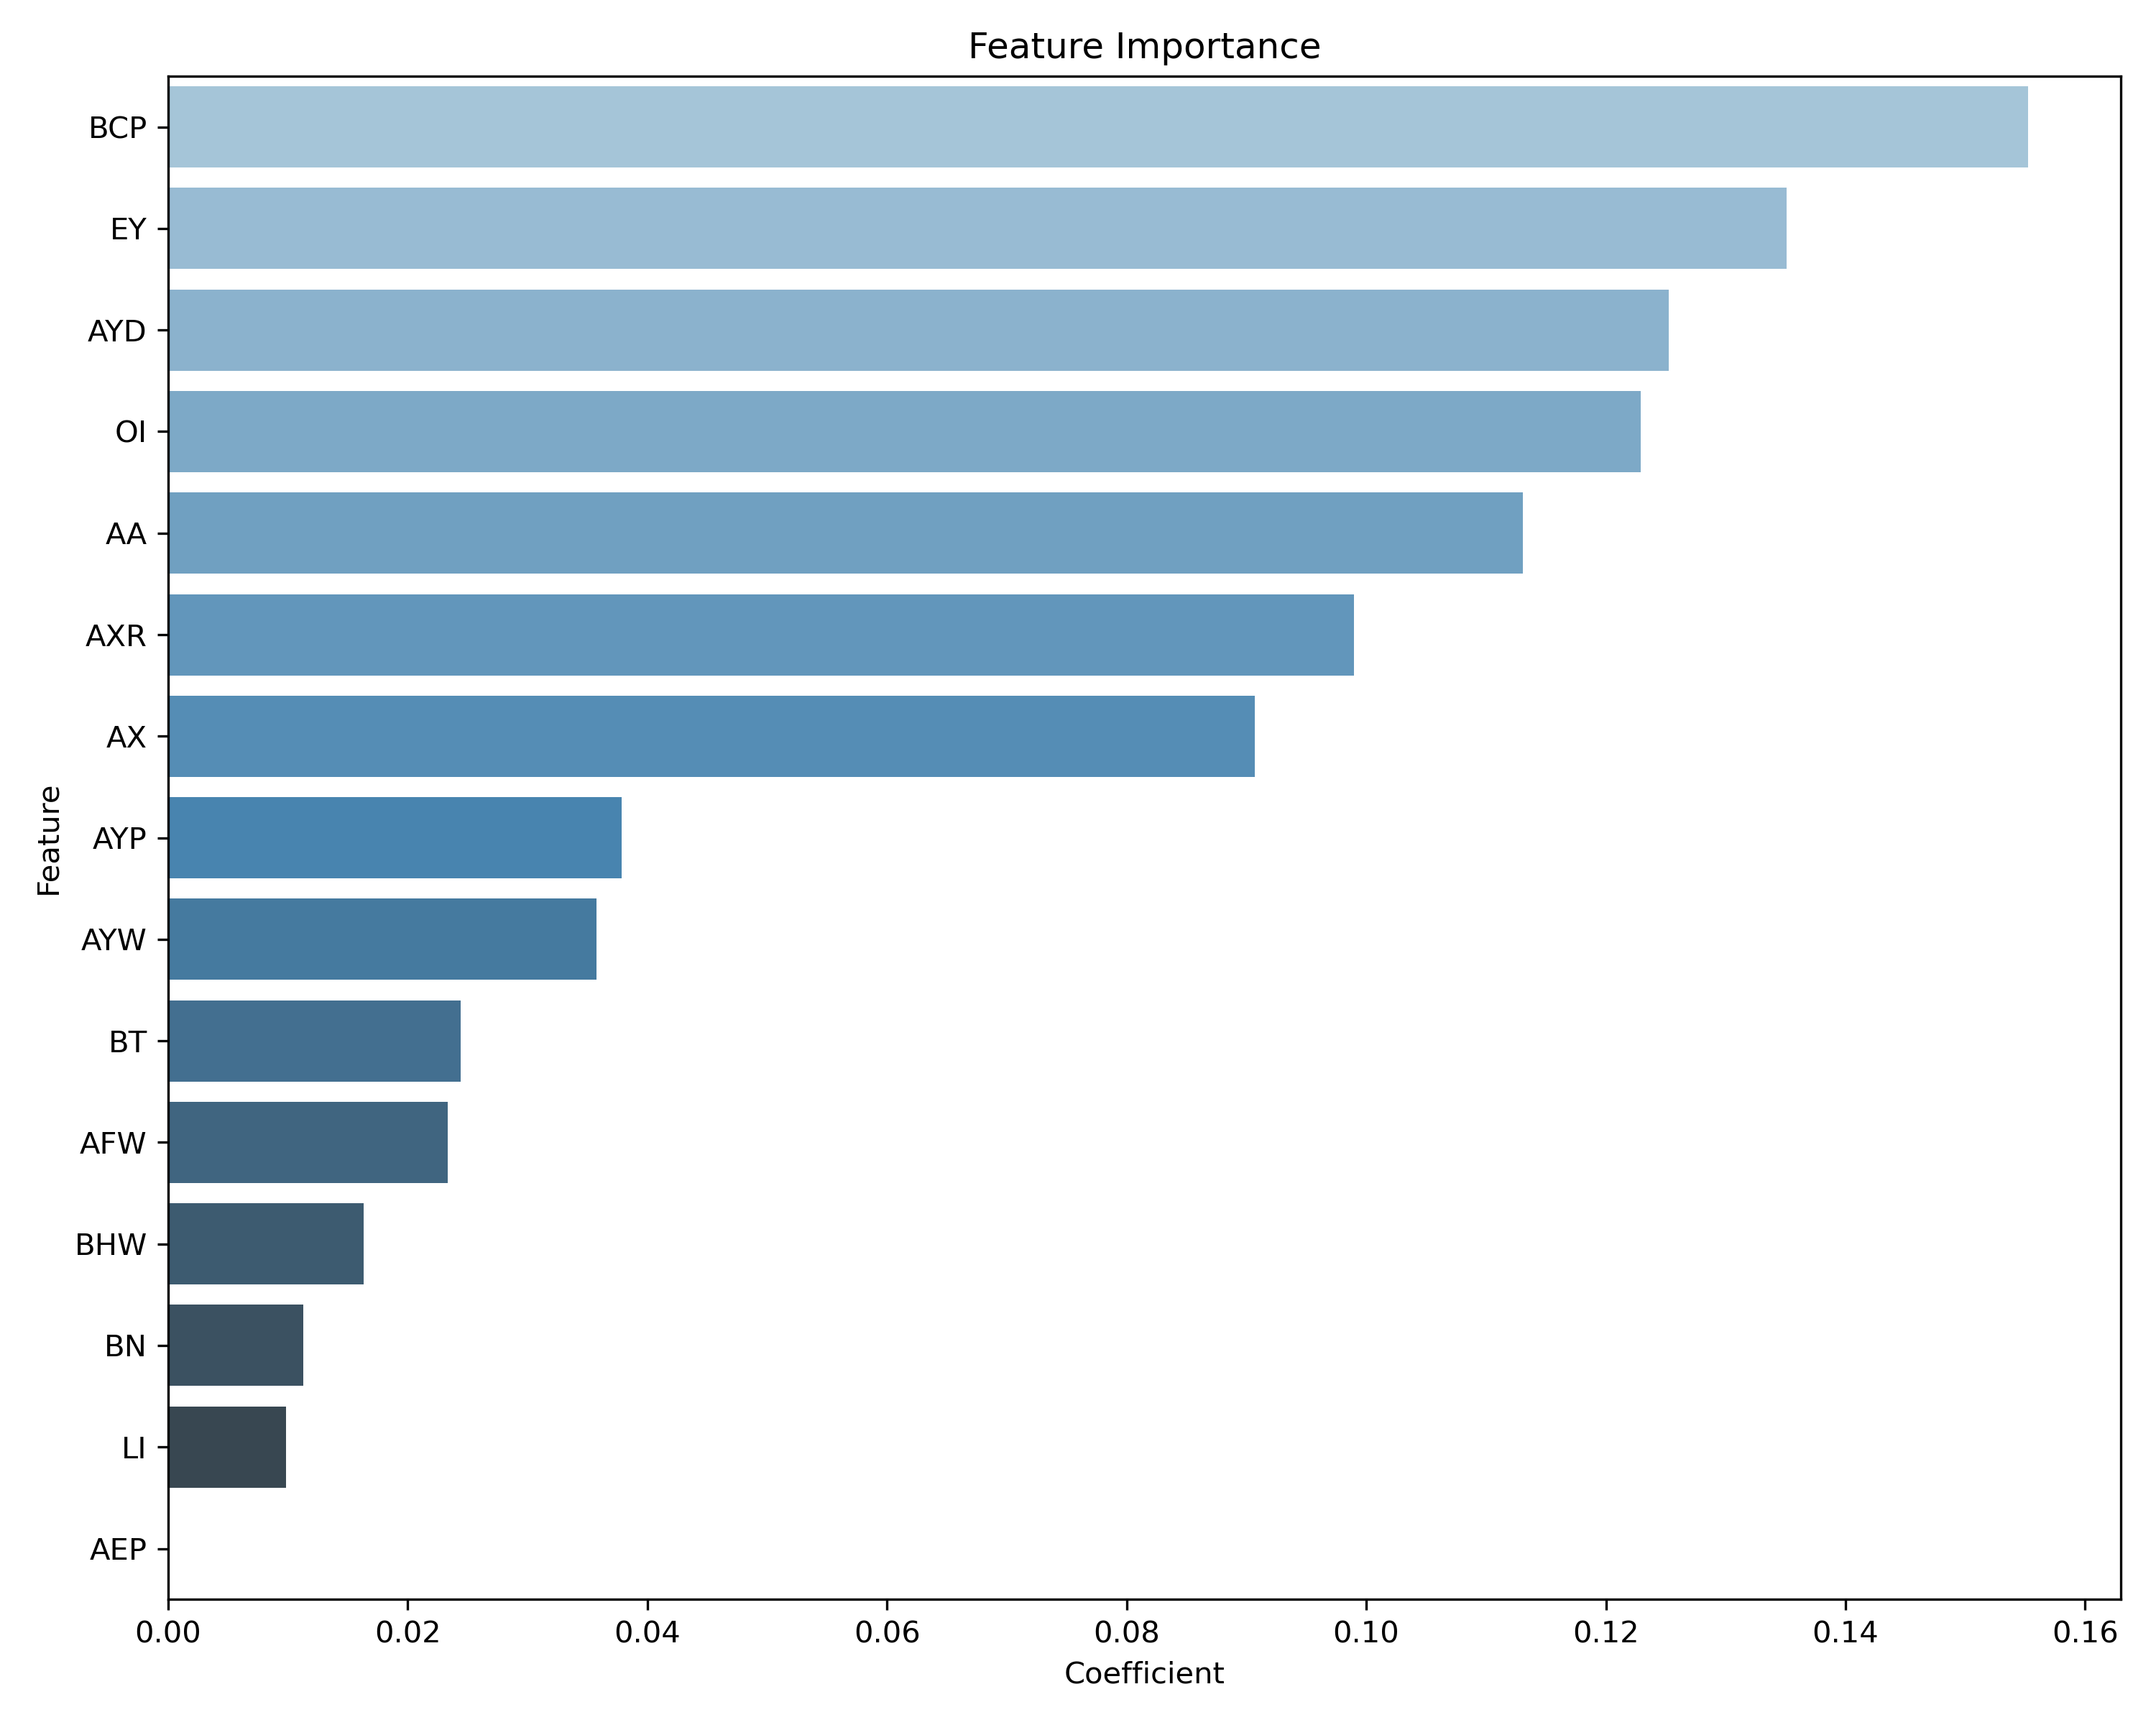 Feature Importance
BCP
EY
AYD
OI
AA
AXR
AX
AYP
AYW
BT
AFW
BHW
BN
LI
AEP
Feature
0.00 0.02 0.04 0.06 0.08 0.10 0.12 0.14 0.16
Coefficient